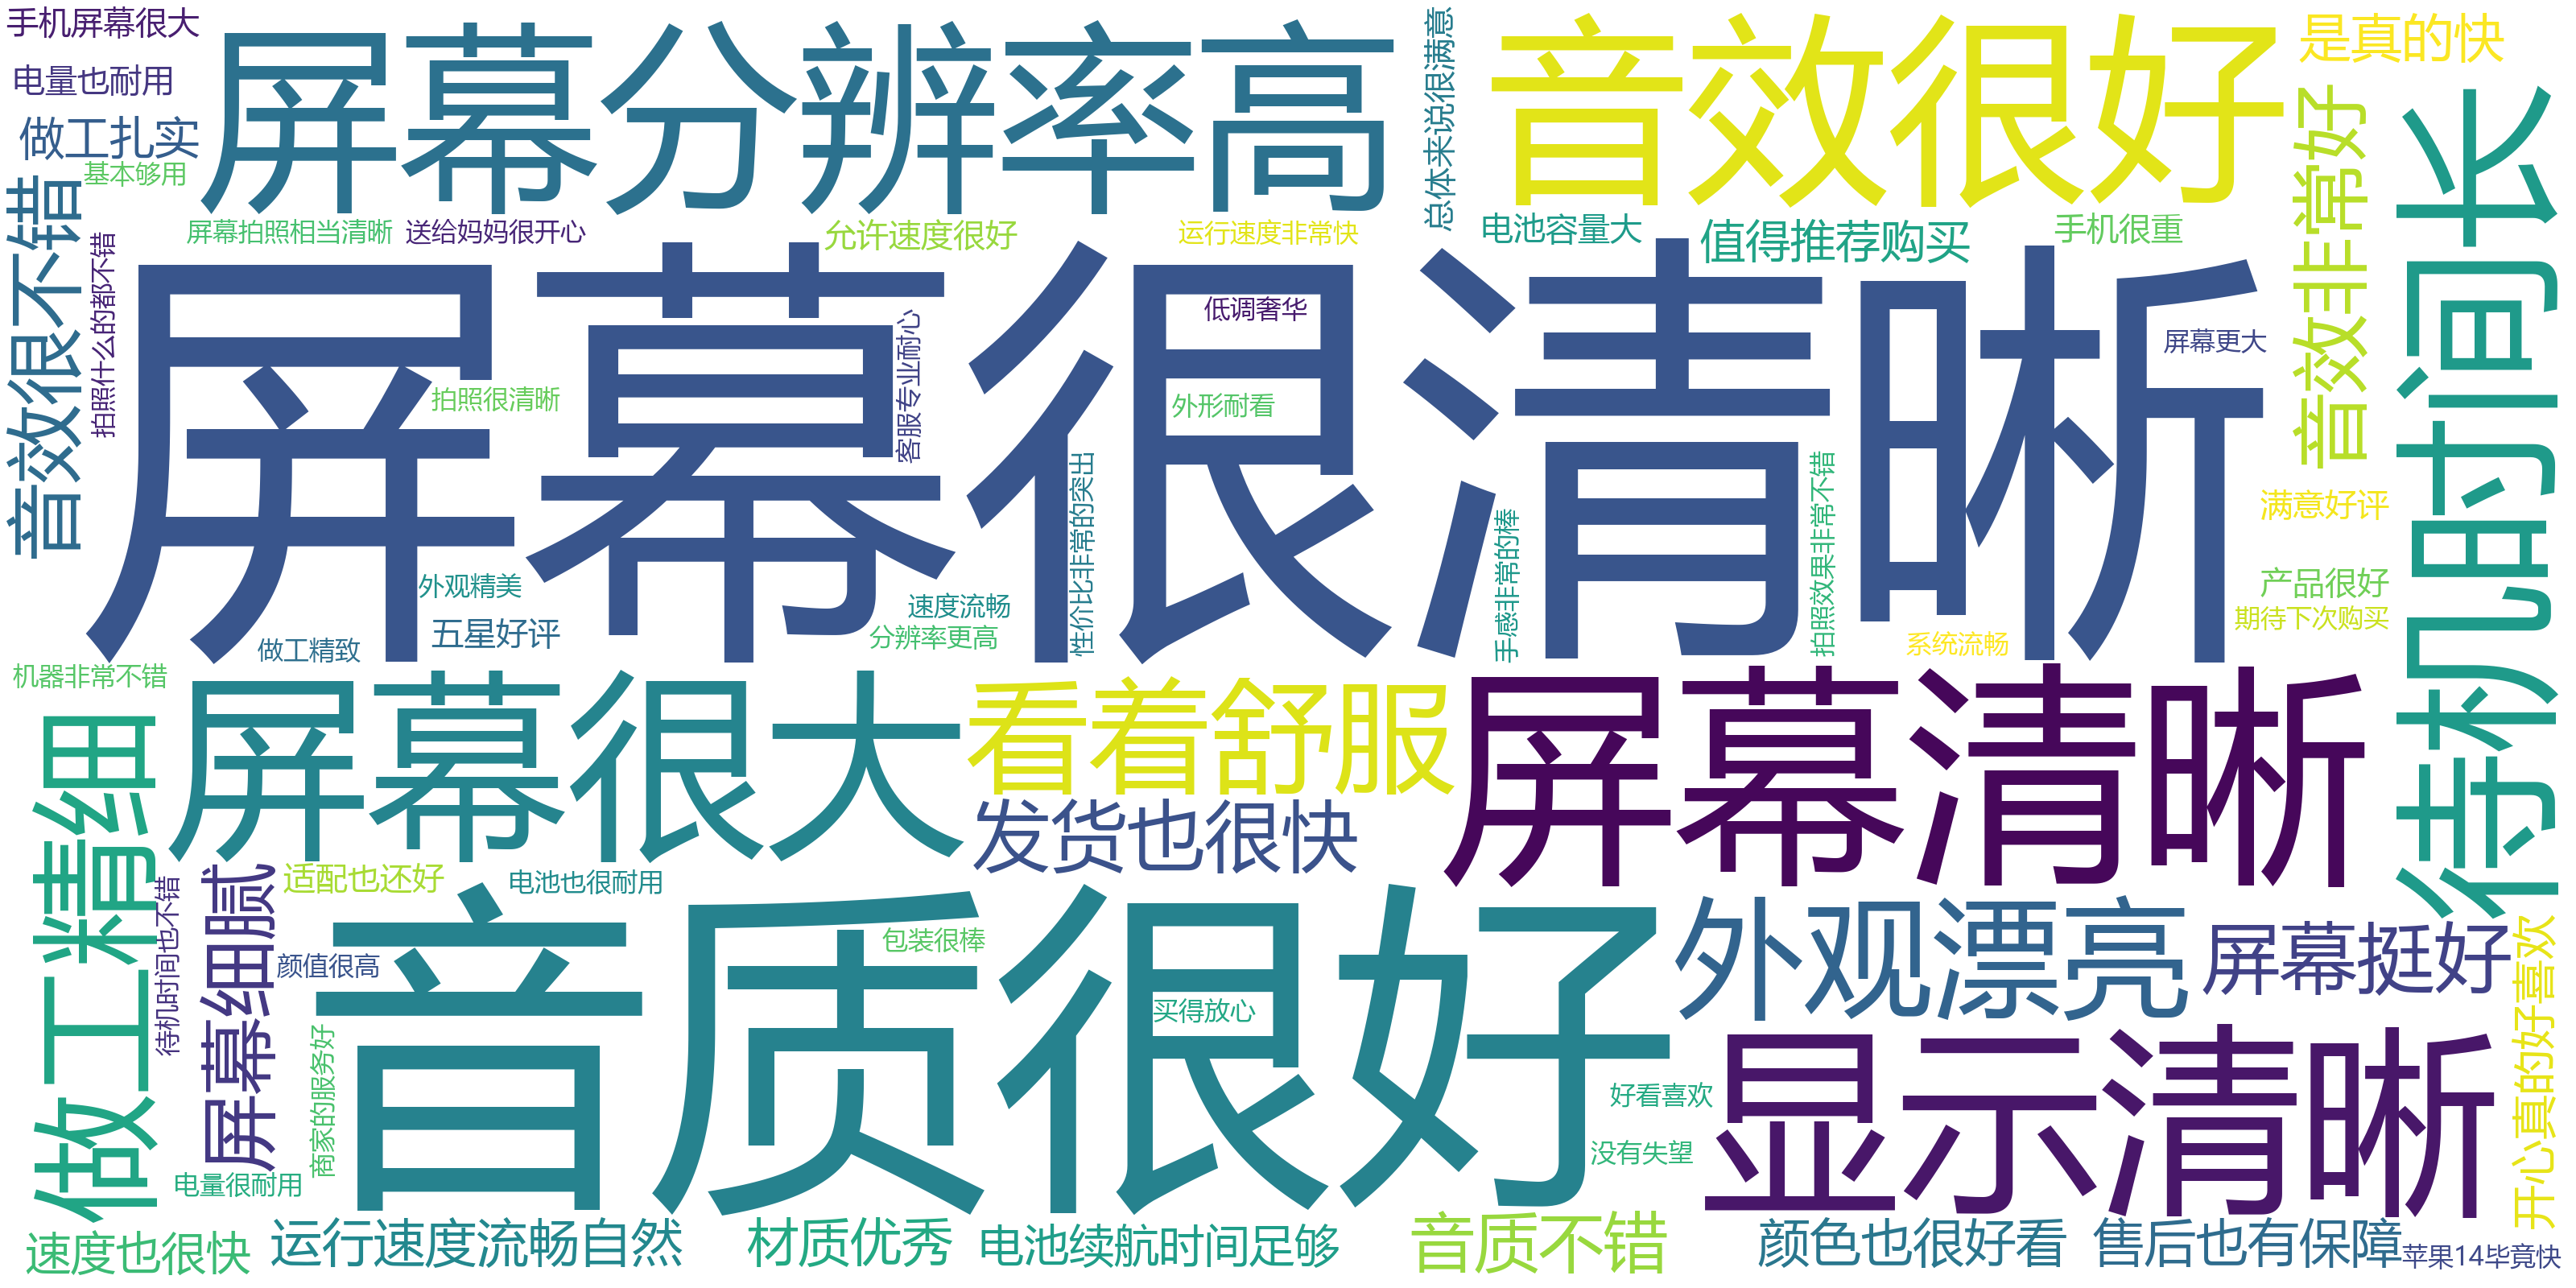 手机屏幕很大
屏幕分辨率高
总体来说很满意
音效很好
是真的快
电量也耐用
做工扎实
基本够用
音效很不错
拍照什么的都不错
屏幕拍照相当清晰
送给妈妈很开心
允许速度很好
运行速度非常快
电池容量大
值得推荐购买
手机很重
音效非常好
待机时间长
屏幕很清晰
低调奢华
屏幕更大
客服专业耐心
拍照很清晰
外形耐看
性价比非常的突出
手感非常的棒
拍照效果非常不错
满意好评
外观精美
速度流畅
产品很好
期待下次购买
五星好评
分辨率更高
做工精致
系统流畅
机器非常不错
屏幕很大
看着舒服
屏幕清晰
做工精细
发货也很快
屏幕细腻
待机时间也不错
适配也还好
电池也很耐用
音质很好
包装很棒
颜值很高
外观漂亮
屏幕挺好
开心真的好喜欢
买得放心
商家的服务好
显示清晰
好看喜欢
没有失望
电量很耐用
速度也很快
运行速度流畅自然
材质优秀
电池续航时间足够
音质不错
颜色也很好看
售后也有保障
苹果14毕竟快